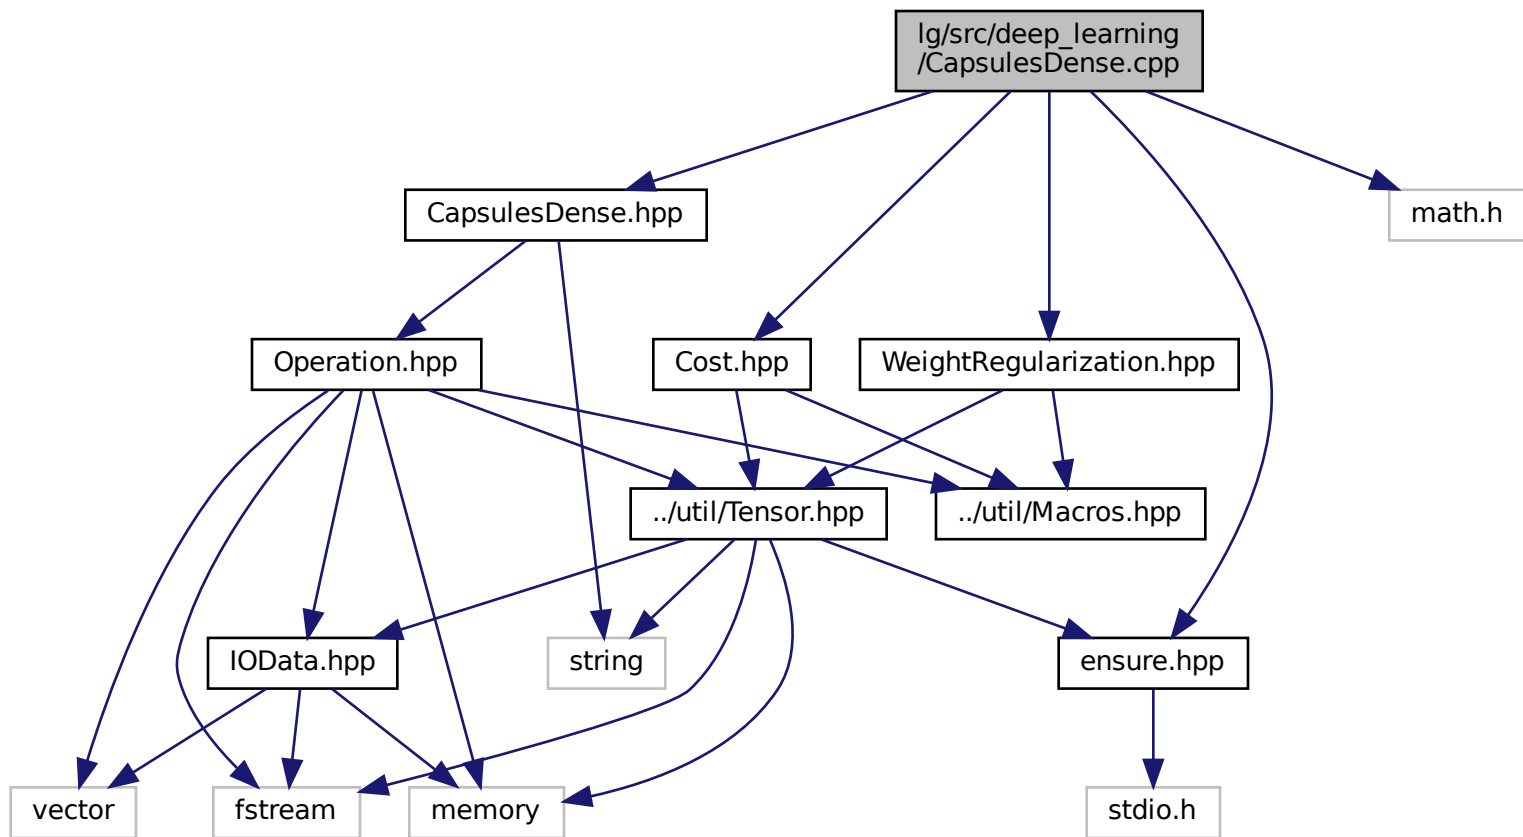 lg/src/deep_learning
/CapsulesDense.cpp
CapsulesDense.hpp
math.h
Operation.hpp
Cost.hpp
WeightRegularization.hpp
../util/Tensor.hpp
../util/Macros.hpp
IOData.hpp
string
ensure.hpp
vector
fstream
memory
stdio.h